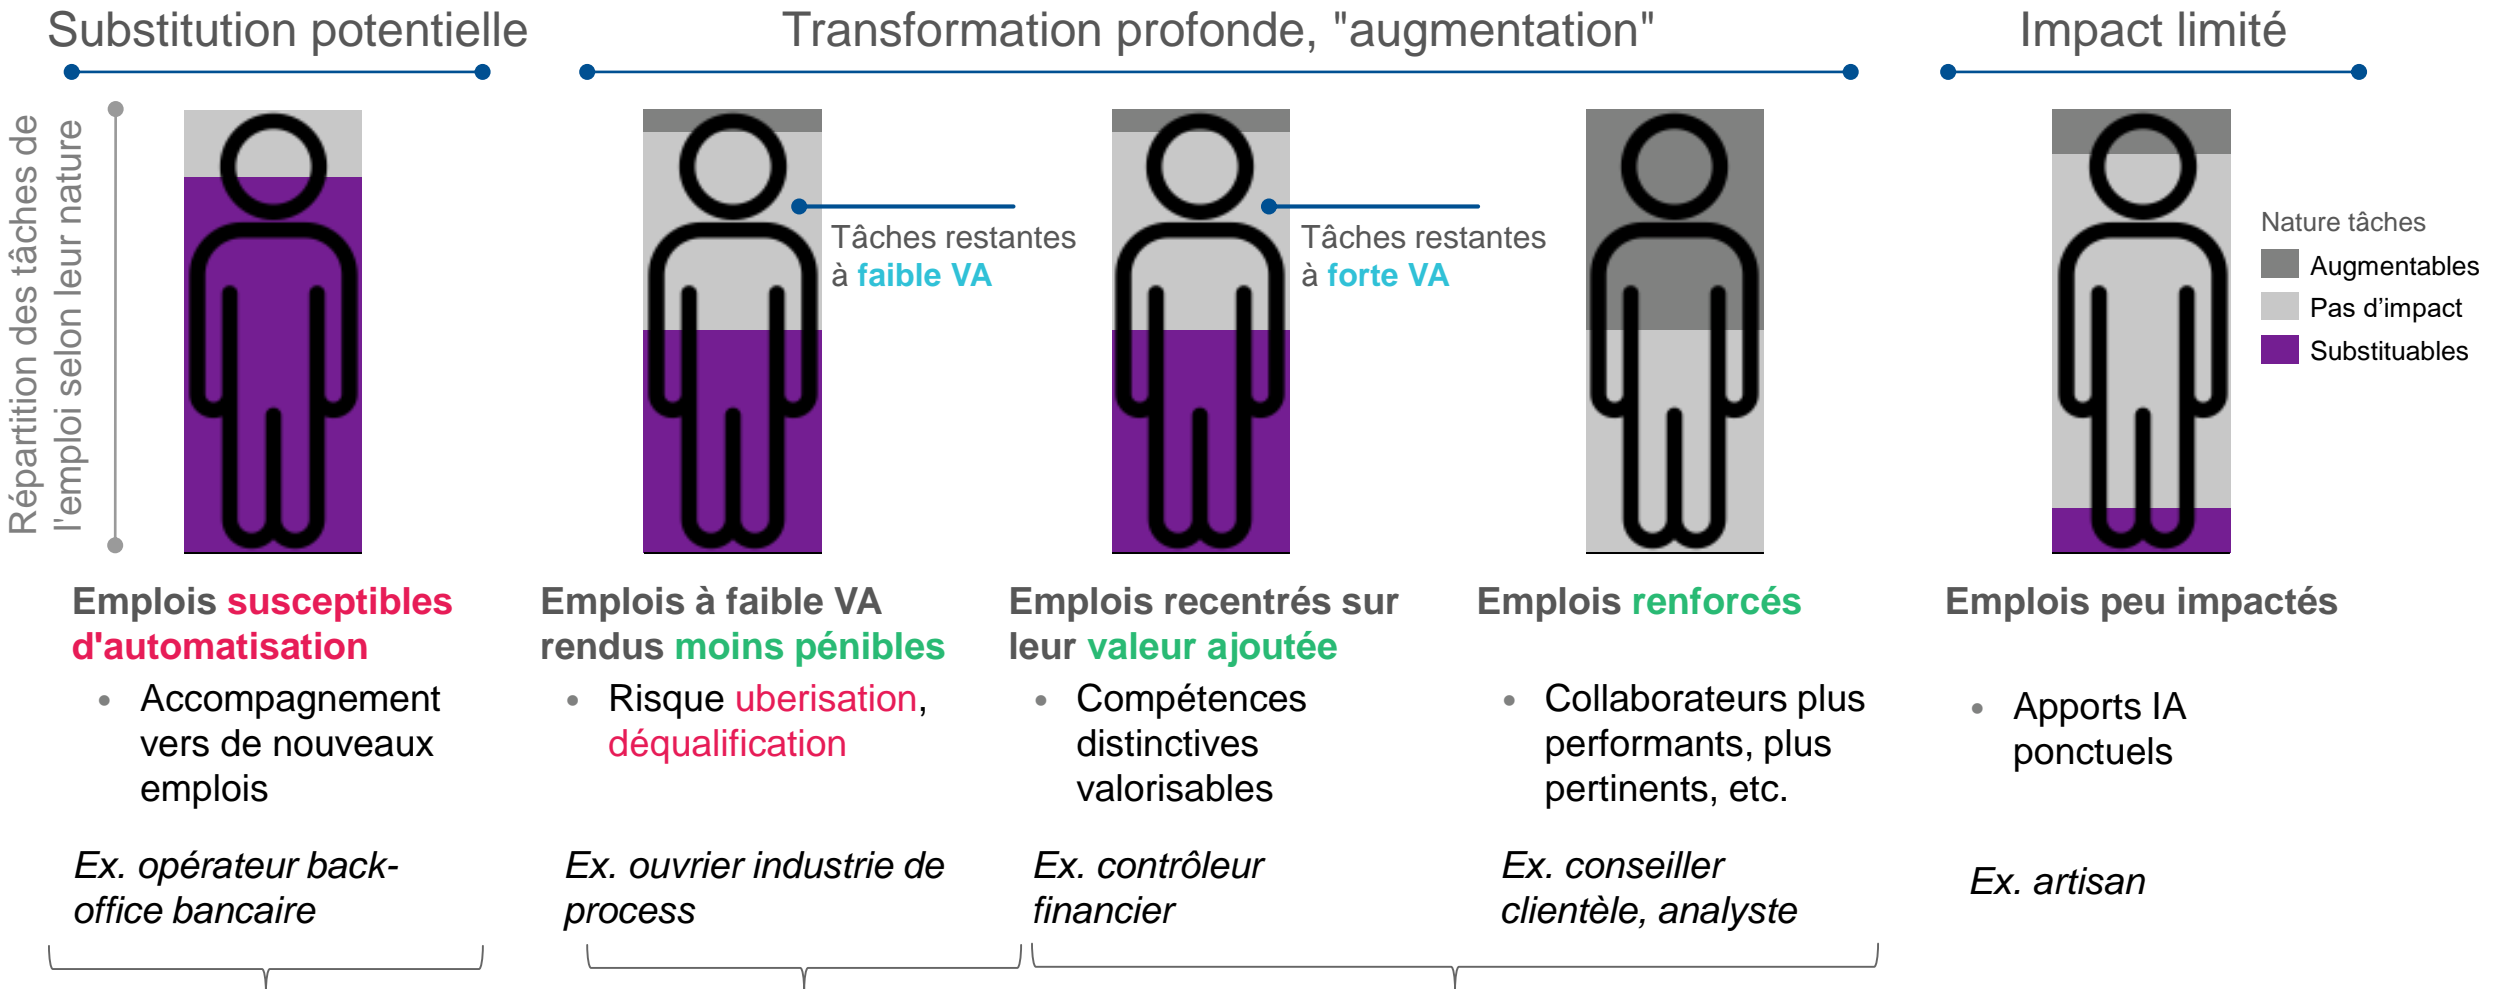 Substitution potentielle
Transformation profonde, "augmentation"
Impact limité
Répartition des tâches de
l'emploi selon leur nature
Tâches restantes
à faible VA
Tâches restantes
à forte VA
Nature tâches
Augmentables
Pas d’impact
Substituables
Emplois susceptibles
d'automatisation
• Accompagnement
vers de nouveaux
emplois
Ex. opérateur back-
office bancaire
Emplois à faible VA
rendus moins pénibles
• Risque uberisation,
déqualification
Ex. ouvrier industrie de
process
Emplois recentrés sur
leur valeur ajoutée
• Compétences
distinctives
valorisables
Ex. contrôleur
financier
Emplois renforcés
• Collaborateurs plus
performants, plus
pertinents, etc.
Ex. conseiller
clientèle, analyste
Emplois peu impactés
• Apports IA
ponctuels
Ex. artisan